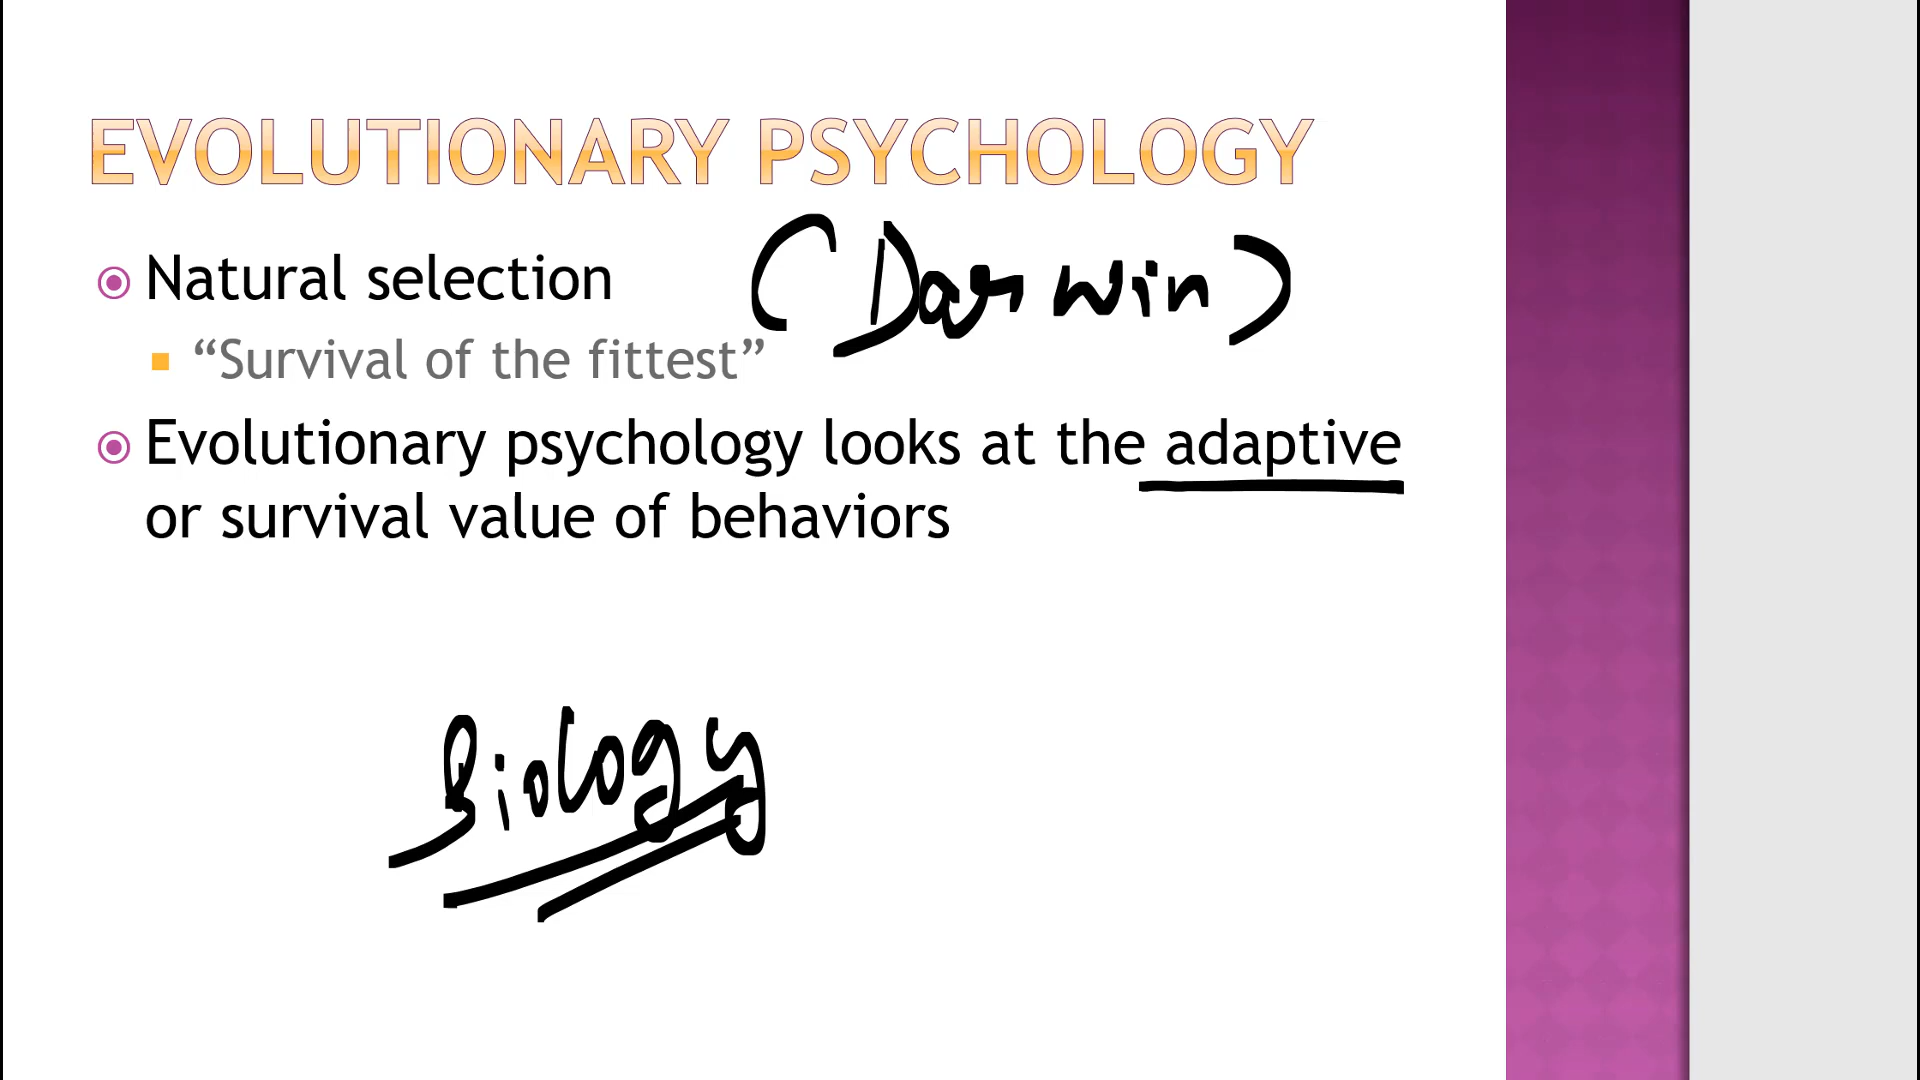 EVOLUTIONARY PSYCHOLOGY
Natural selection (Darwin)
“Survival of the fittest”
Evolutionary psychology looks at the adaptive
or survival value of behaviors
Biology